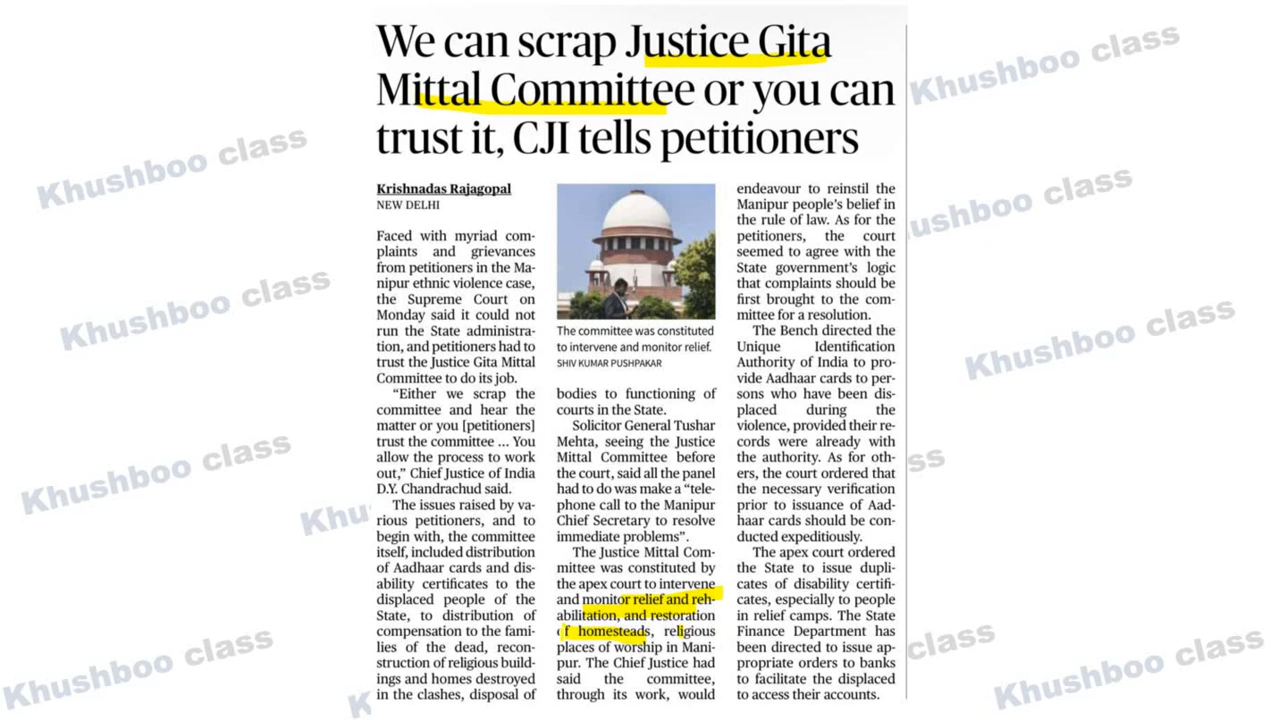 We can scrap Justice Gita
Mittal Committee or you can
trust it, CJI tells petitioners
Krishnadas Rajagopal
NEW DELHI
Faced with myriad com-
plaints and grievances
from petitioners in the Ma-
nipur ethnic violence case,
the Supreme Court on
Monday said it could not
run the State administra-
tion, and petitioners had to
trust the Justice Gita Mittal
Committee to do its job.
“Either we scrap the
committee and hear the
matter or you [petitioners]
trust the committee ... You
allow the process to work
out,” Chief Justice of India
D.Y. Chandrachud said.
The issues raised by va-
rious petitioners, and to
begin with, the committee
itself, included distribution
of Aadhaar cards and dis-
ability certificates to the
displaced people of the
State, to distribution of
compensation to the fami-
lies of the dead, recon-
struction of religious build-
ings and homes destroyed
in the clashes, disposal of
The committee was constituted
to intervene and monitor relief.
SHIV KUMAR PUSHPAKAR
bodies to functioning of
courts in the State.
Solicitor General Tushar
Mehta, seeing the Justice
Mittal Committee before
the court, said all the panel
had to do was make a “tele-
phone call to the Manipur
Chief Secretary to resolve
immediate problems”.
The Justice Mittal Com-
mittee was constituted by
the apex court to intervene
and monitor relief and reh-
abilitation, and restoration
of homesteads, religious
places of worship in Mani-
pur. The Chief Justice had
said the committee,
through its work, would
endeavour to reinstil the
Manipur people’s belief in
the rule of law. As for the
petitioners, the court
seemed to agree with the
State government’s logic
that complaints should be
first brought to the com-
mittee for a resolution.
The Bench directed the
Unique Identification
Authority of India to pro-
vide Aadhaar cards to per-
sons who have been dis-
placed during the
violence, provided their re-
cords were already with
the authority. As for oth-
ers, the court ordered that
the necessary verification
prior to issuance of Aad-
haar cards should be con-
ducted expeditiously.
The apex court ordered
the State to issue dupli-
cates of disability certifi-
cates, especially to people
in relief camps. The State
Finance Department has
been directed to issue ap-
propriate orders to banks
to facilitate the displaced
to access their accounts.
Khushboo class
Khushboo class
Khushboo class
Khushboo class
Khu
K
Khushboo class
ushboo class
Khushboo class
ss
class
Khushboo class